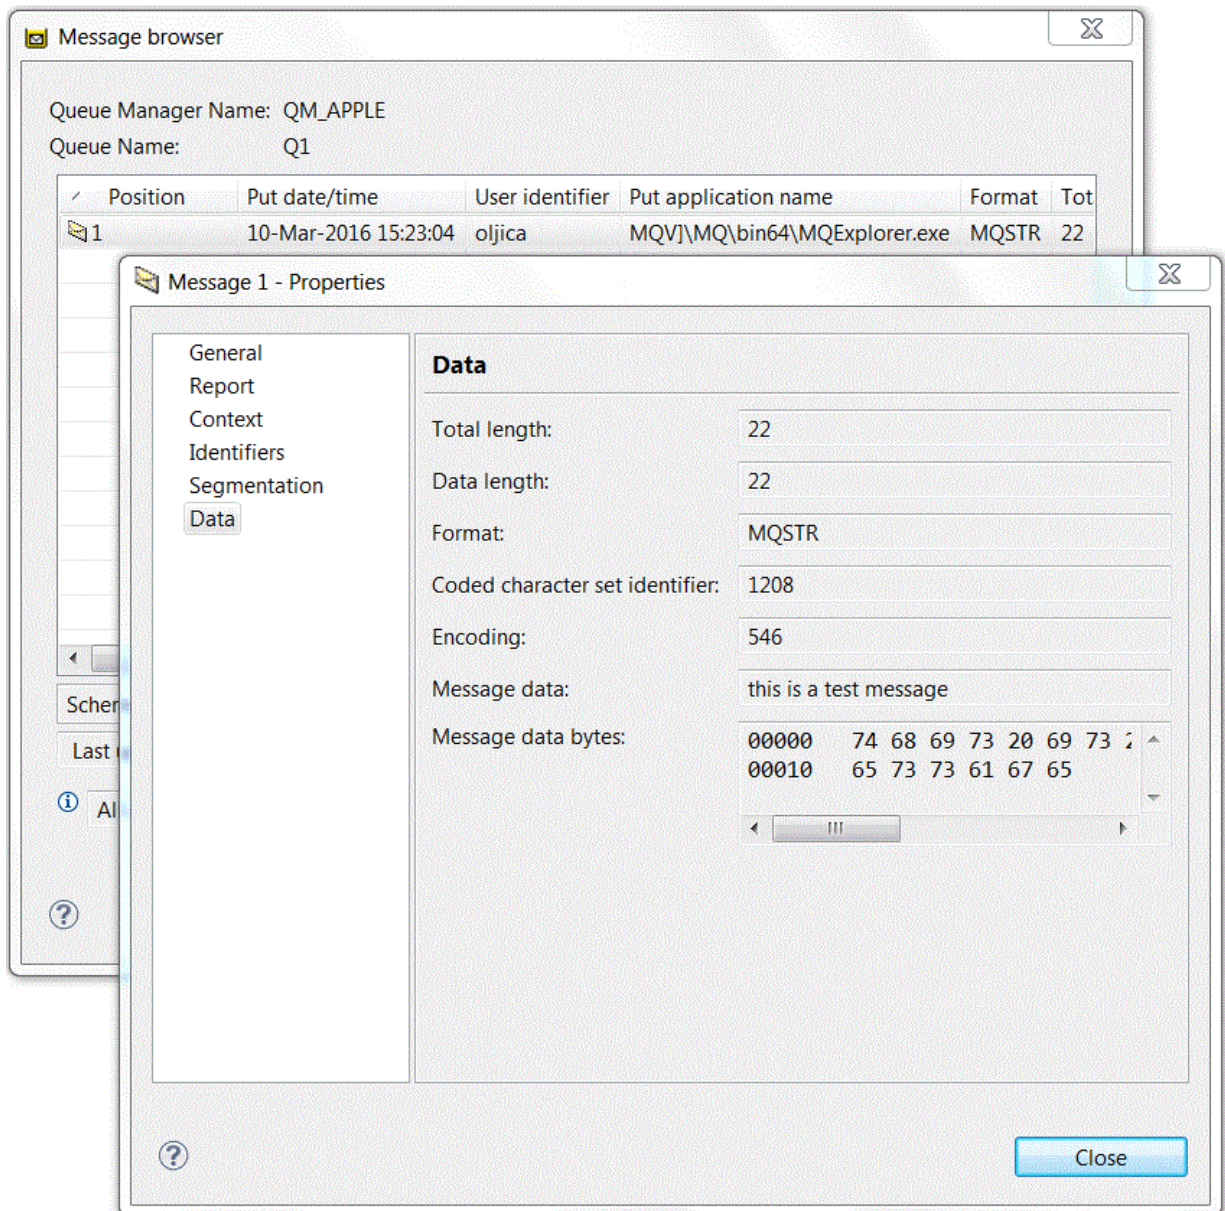 Message browser
Queue Manager Name: QM_APPLE
Queue Name: Q1
Position Put date/time User identifier Put application name Format Tot
1 10-Mar-2016 15:23:04 oljica MQV]\MQ\bin64\MQExplorer.exe MQSTR 22
Message 1 - Properties
General
Report
Context
Identifiers
Segmentation
Data
Data
Total length: 22
Data length: 22
Format: MQSTR
Coded character set identifier: 1208
Encoding: 546
Message data: this is a test message
Message data bytes: 00000 74 68 69 73 20 69 73
00010 65 73 73 61 67 65
Scher
Last
Al
Close